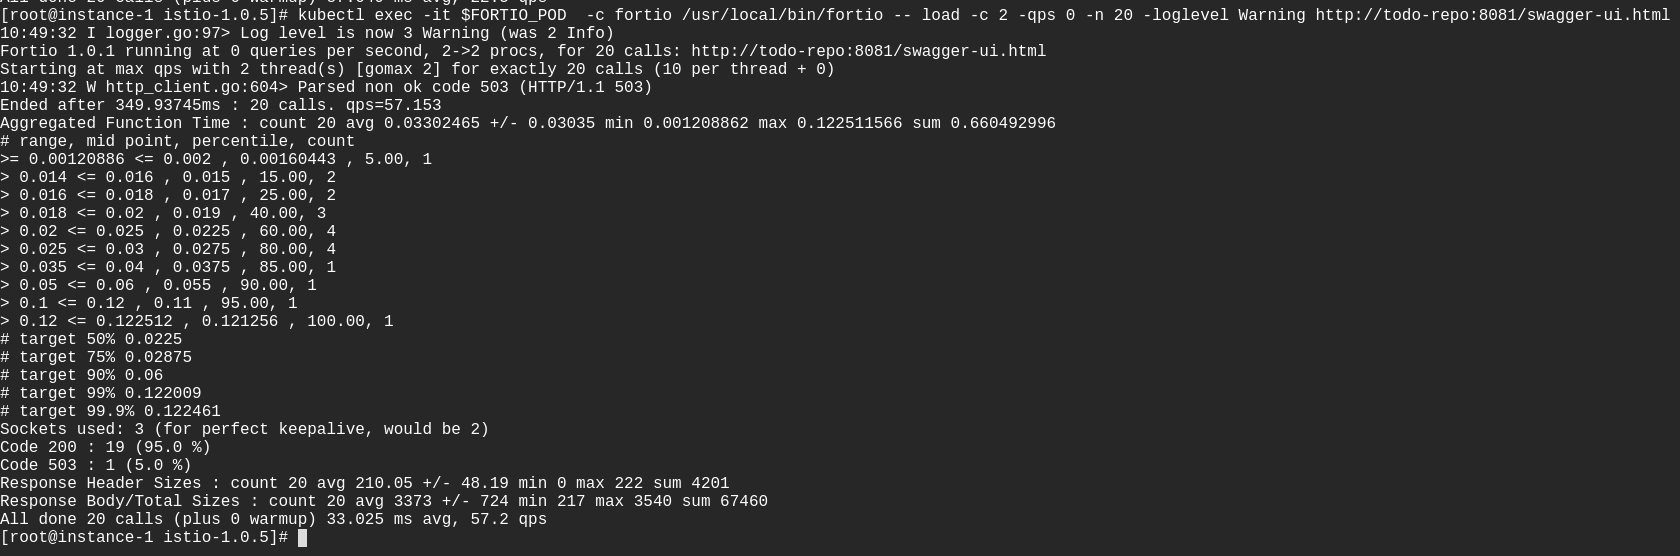 [root@instance-1 istio-1.0.5]# kubectl exec -it $FORTIO_POD  -c fortio /usr/local/bin/fortio -- load -c 2 -qps 0 -n 20 -loglevel Warning http://todo-repo:8081/swagger-ui.html
10:49:32 I logger.go:97> Log level is now 3 Warning (was 2 Info)
Fortio 1.0.1 running at 0 queries per second, 2->2 procs, for 20 calls: http://todo-repo:8081/swagger-ui.html
Starting at max qps with 2 thread(s) [gomax 2] for exactly 20 calls (10 per thread + 0)
10:49:32 W http_client.go:604> Parsed non ok code 503 (HTTP/1.1 503)
Ended after 349.93745ms : 20 calls. qps=57.153
Aggregated Function Time : count 20 avg 0.03302465 +/- 0.03035 min 0.001208862 max 0.122511566 sum 0.660492996
# range, mid point, percentile, count
>= 0.00120886 <= 0.002 , 0.00160443 , 5.00, 1
> 0.014 <= 0.016 , 0.015 , 15.00, 2
> 0.016 <= 0.018 , 0.017 , 25.00, 2
> 0.018 <= 0.02 , 0.019 , 40.00, 3
> 0.02 <= 0.025 , 0.0225 , 60.00, 4
> 0.025 <= 0.03 , 0.0275 , 80.00, 4
> 0.035 <= 0.04 , 0.0375 , 85.00, 1
> 0.05 <= 0.06 , 0.055 , 90.00, 1
> 0.1 <= 0.12 , 0.11 , 95.00, 1
> 0.12 <= 0.122512 , 0.121256 , 100.00, 1
# target 50% 0.0225
# target 75% 0.02875
# target 90% 0.06
# target 99% 0.122009
# target 99.9% 0.122461
Sockets used: 3 (for perfect keepalive, would be 2)
Code 200 : 19 (95.0 %)
Code 503 : 1 (5.0 %)
Response Header Sizes : count 20 avg 210.05 +/- 48.19 min 0 max 222 sum 4201
Response Body/Total Sizes : count 20 avg 3373 +/- 724 min 217 max 3540 sum 67460
All done 20 calls (plus 0 warmup) 33.025 ms avg, 57.2 qps
[root@instance-1 istio-1.0.5]#